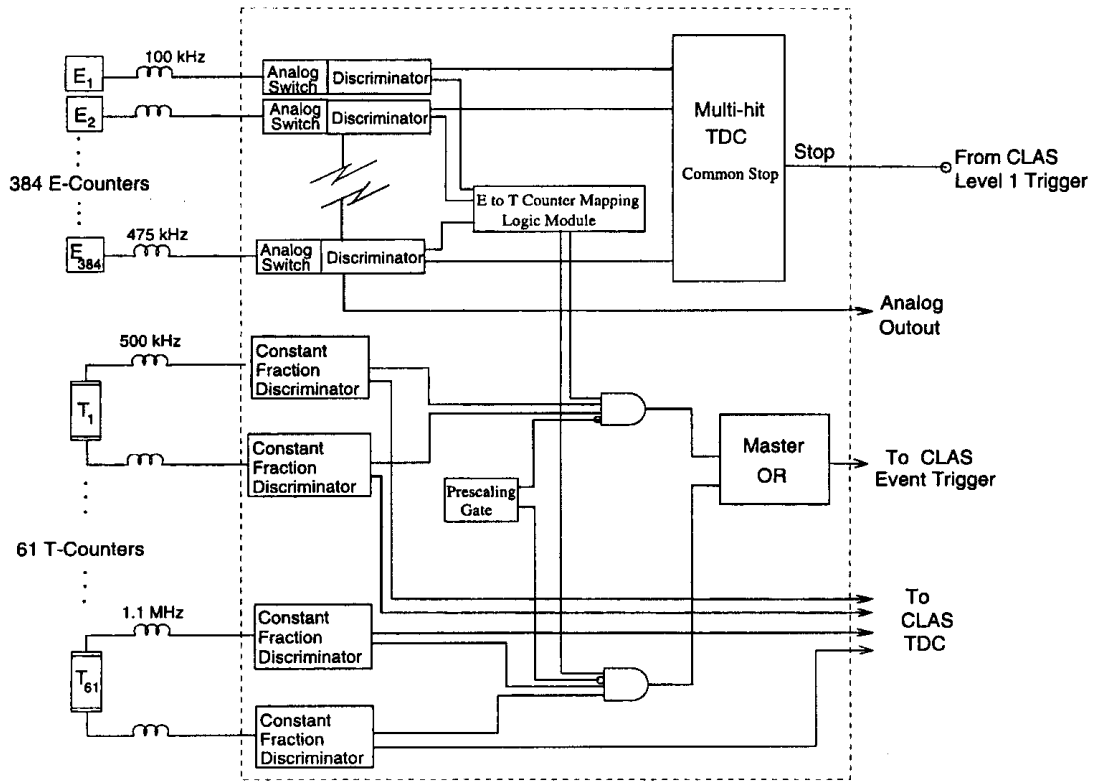 100 kHz
E1
Analog Switch
Discriminator
E2
Analog Switch
Discriminator
384 E-Counters
475 kHz
E384
Analog Switch
Discriminator
E to T Counter Mapping
Logic Module
Multi-hit
TDC
Common Stop
Stop
From CLAS
Level 1 Trigger
Analog
Outout
500 kHz
T1
Constant
Fraction
Discriminator
Constant
Fraction
Discriminator
Prescaling
Gate
Master
OR
To CLAS
Event Trigger
61 T-Counters
1.1 MHz
T61
Constant
Fraction
Discriminator
Constant
Fraction
Discriminator
To
CLAS
TDC